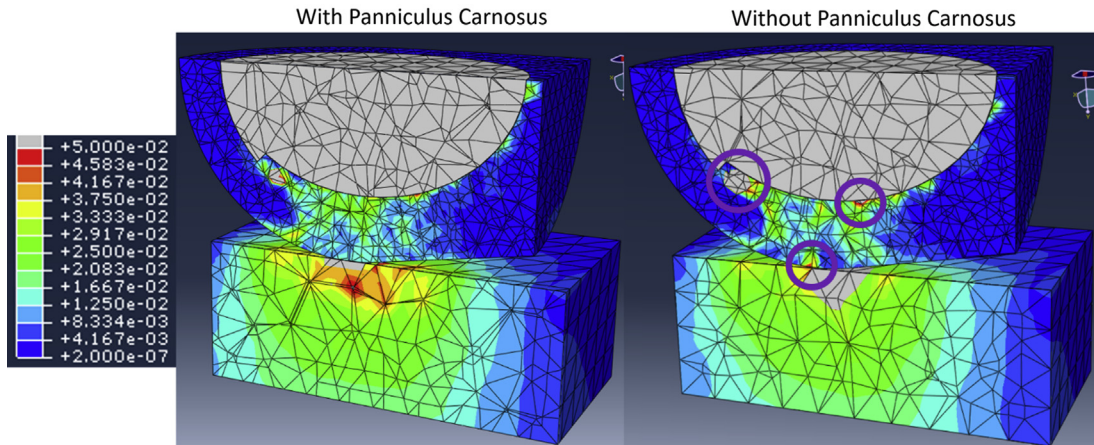 With Panniculus Carnosus
Without Panniculus Carnosus
+5.000e-02
+4.583e-02
+4.167e-02
+3.750e-02
+3.333e-02
+2.917e-02
+2.500e-02
+2.083e-02
+1.667e-02
+1.250e-02
+8.334e-03
+4.167e-03
+2.000e-07